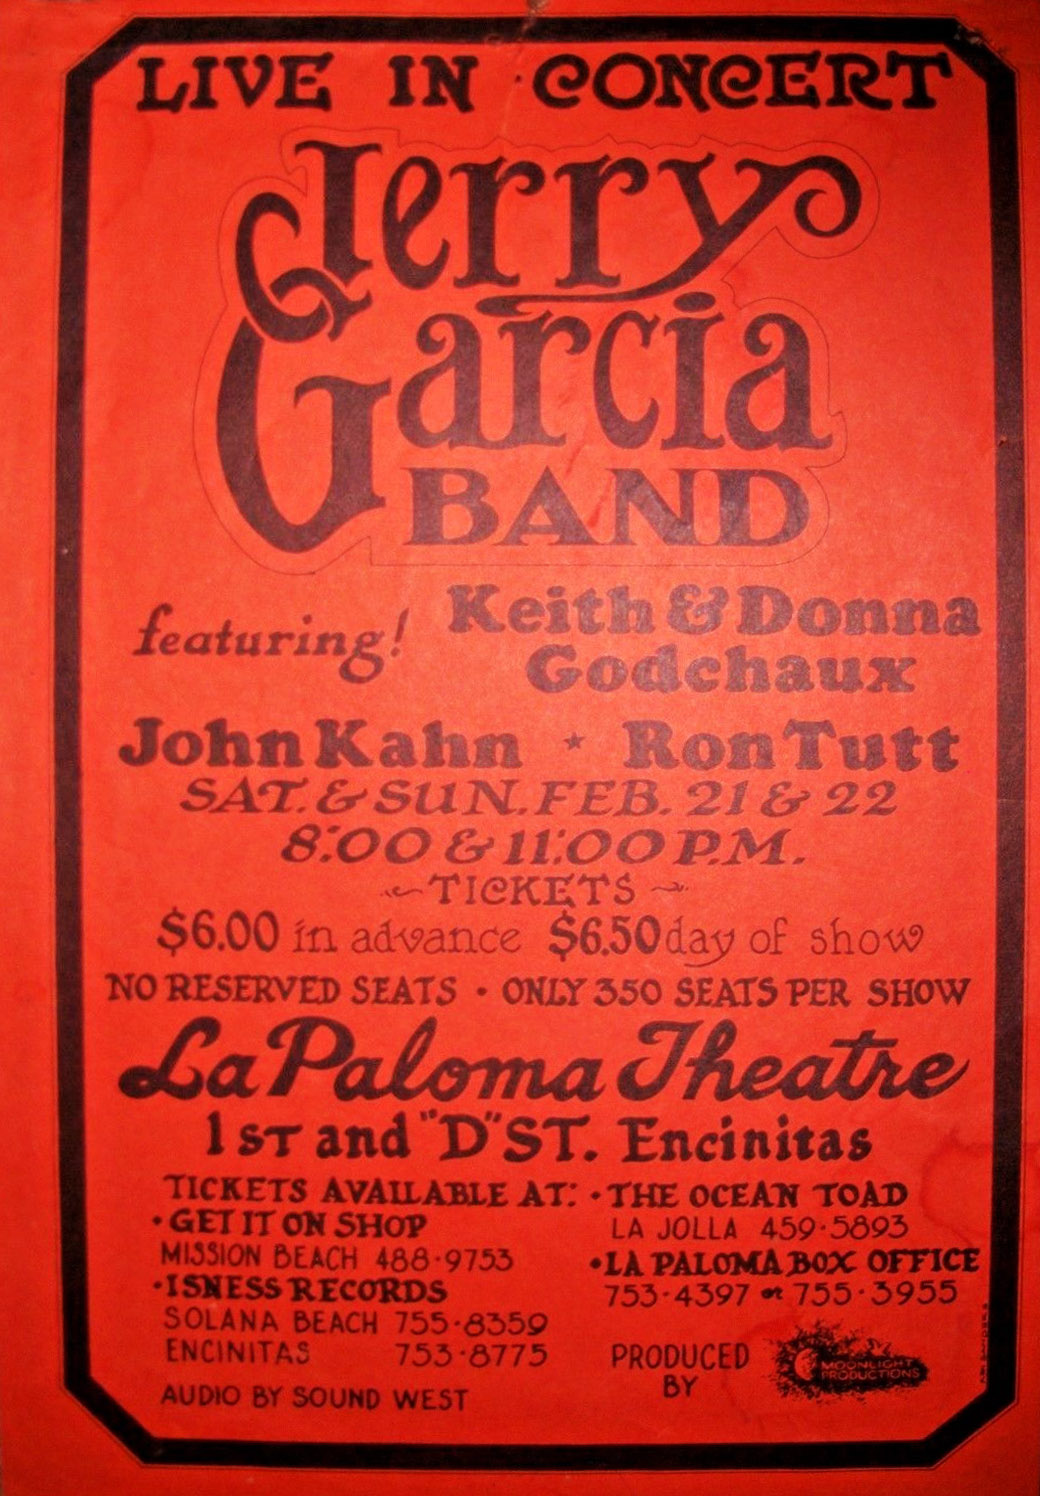 LIVE IN CONCERT
Jerry
Garcia
BAND
featuring! Keith & Donna
Godchaux
John Kahn * Ron Tutt
SAT. & SUN. FEB. 21 & 22
8:00 & 11:00 P.M.
TICKETS
$6.00 in advance $6.50 day of show
NO RESERVED SEATS • ONLY 350 SEATS PER SHOW
La Paloma Theatre
1ST and "D" ST. Encinitas
TICKETS AVAILABLE AT:
• GET IT ON SHOP
MISSION BEACH 488-9753
• ISNESS RECORDS
SOLANA BEACH 755-8359
ENCINITAS 753-8775
• THE OCEAN TOAD
LA JOLLA 459-5893
• LA PALOMA BOX OFFICE
753-4397 or 755-3955
AUDIO BY SOUND WEST
PRODUCED
BY
MOONLIGHT
PRODUCTIONS